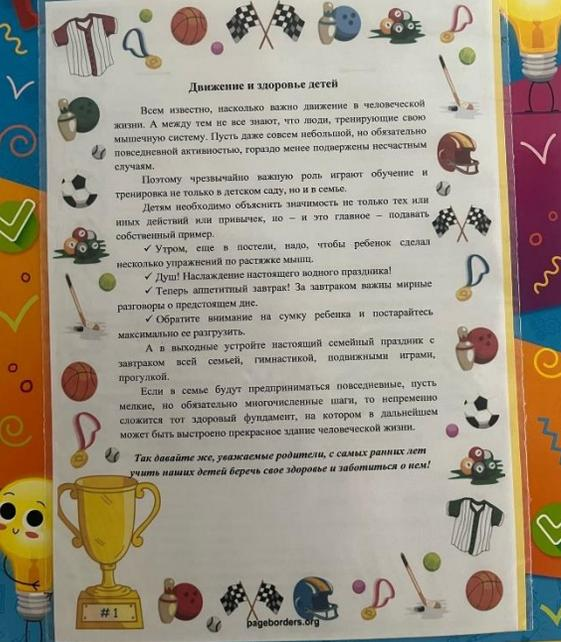 Движение и здоровье детей
Всем известно, насколько важно движение в человеческой
жизни. А между тем не все знают, что люди, тренирующие свою
мышечную систему. Пусть даже совсем небольшой, но обязательно
повседневной активностью, гораздо менее подвержены несчастным
случаям.
Поэтому чрезвычайно важную роль играют обучение и
тренировка не только в детском саду, но и в семье.
Детям необходимо объяснить значимость не только тех или
иных действий или привычек, но – и это главное – подавать
собственный пример.
✓ Утром, еще в постели, надо, чтобы ребенок сделал
несколько упражнений по растяжке мышц.
✓ Душ! Наслаждение настоящего водного праздника!
✓ Теперь аппетитный завтрак! За завтраком важны мирные
разговоры о предстоящем дне.
✓ Обратите внимание на сумку ребенка и постарайтесь
максимально ее разгрузить.
А в выходные устройте настоящий семейный праздник с
завтраком всей семьей, гимнастикой, подвижными играми,
прогулкой.
Если в семье будут предприниматься повседневные, пусть
мелкие, но обязательно многочисленные шаги, то непременно
сложится тот здоровый фундамент, на котором в дальнейшем
может быть выстроено прекрасное здание человеческой жизни.
Так давайте же, уважаемые родители, с самых ранних лет
учить наших детей беречь свое здоровье и заботиться о нем!
#1
pageborders.org